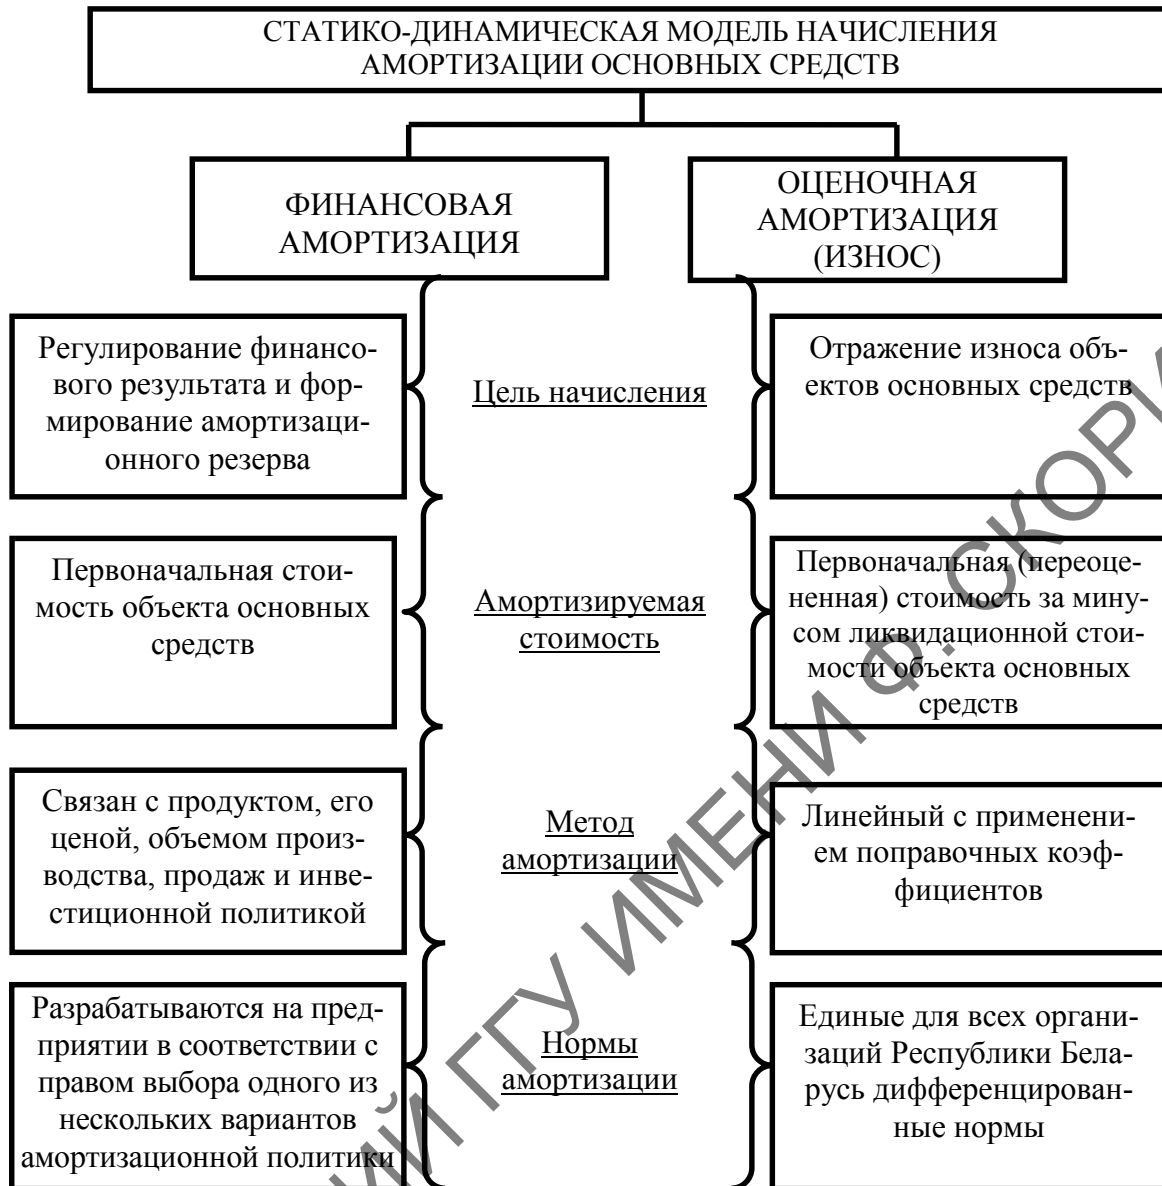 СТАТИКО-ДИНАМИЧЕСКАЯ МОДЕЛЬ НАЧИСЛЕНИЯ
АМОРТИЗАЦИИ ОСНОВНЫХ СРЕДСТВ
ФИНАНСОВАЯ
АМОРТИЗАЦИЯ
ОЦЕНОЧНАЯ
АМОРТИЗАЦИЯ
(ИЗНОС)
Регулирование финансо-
вого результата и фор-
мирование амортизаци-
онного резерва
Цель начисления
Отражение износа объ-
ектов основных средств
Первоначальная стои-
мость объекта основных
средств
Амортизируемая
стоимость
Первоначальная (переоце-
ненная) стоимость за мину-
сом ликвидационной стои-
мости объекта основных
средств
Связан с продуктом, его
ценой, объемом произ-
водства, продаж и инве-
стиционной политикой
Метод
амортизации
Линейный с применени-
ем поправочных коэф-
фициентов
Разрабатываются на пред-
приятии в соответствии с
правом выбора одного из
нескольких вариантов
амортизационной политики
Нормы
амортизации
Единые для всех органи-
заций Республики Бела-
русь дифференцирован-
ные нормы
ГГУ ИМЕНИ Ф. СКОРИ